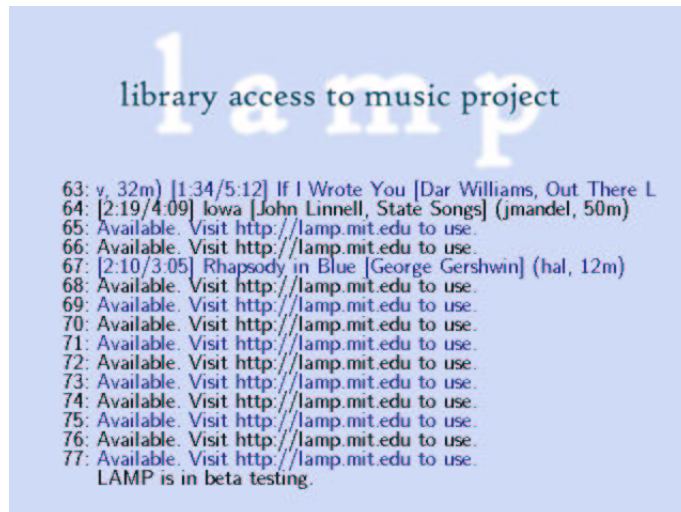 lamp
library access to music project
63: y, 32m) [1:34/5:12] If I Wrote You [Dar Williams, Out There L
64: [2:19/4:09] Iowa [John Linnell, State Songs] (jmandel, 50m)
65: Available. Visit http://lamp.mit.edu to use.
66: Available. Visit http://lamp.mit.edu to use.
67: [2:10/3:05] Rhapsody in Blue [George Gershwin] (hal, 12m)
68: Available. Visit http://lamp.mit.edu to use.
69: Available. Visit http://lamp.mit.edu to use.
70: Available. Visit http://lamp.mit.edu to use.
71: Available. Visit http://lamp.mit.edu to use.
72: Available. Visit http://lamp.mit.edu to use.
73: Available. Visit http://lamp.mit.edu to use.
74: Available. Visit http://lamp.mit.edu to use.
75: Available. Visit http://lamp.mit.edu to use.
76: Available. Visit http://lamp.mit.edu to use.
77: Available. Visit http://lamp.mit.edu to use.
LAMP is in beta testing.